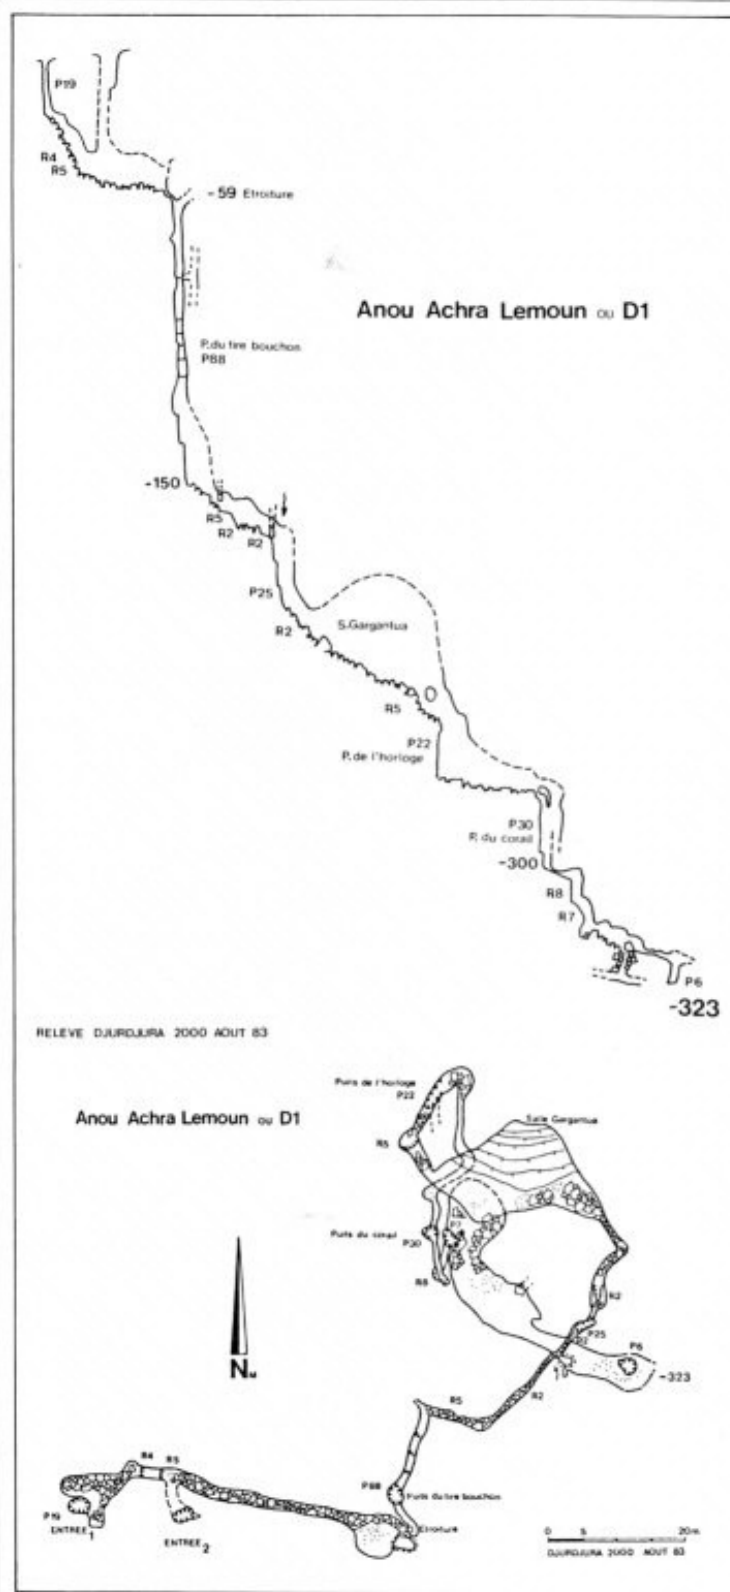 P19
R4
R5
-59 Etroiture
Anou Achra Lemoun ou D1
P.du tire bouchon
P88
-150
R5
R2
R2
P25
R2
S.Gargantua
R5
P22
P.de l'horloge
P30
P. du corail
-300
R8
R7
P6
-323
RELEVE DJURDJURA 2000 AOUT 83
Anou Achra Lemoun ou D1
Puits de l'horloge
P22
Salle Gargantua
R5
Puits du corail
P30
R8
P7
R2
P25
P6
-323
NM
R5
R2
R4
R5
P88
Puits du tire bouchon
P19
ENTREE 1
ENTREE 2
Etroiture
0 5 20m
DJURDJURA 2000 AOUT 83